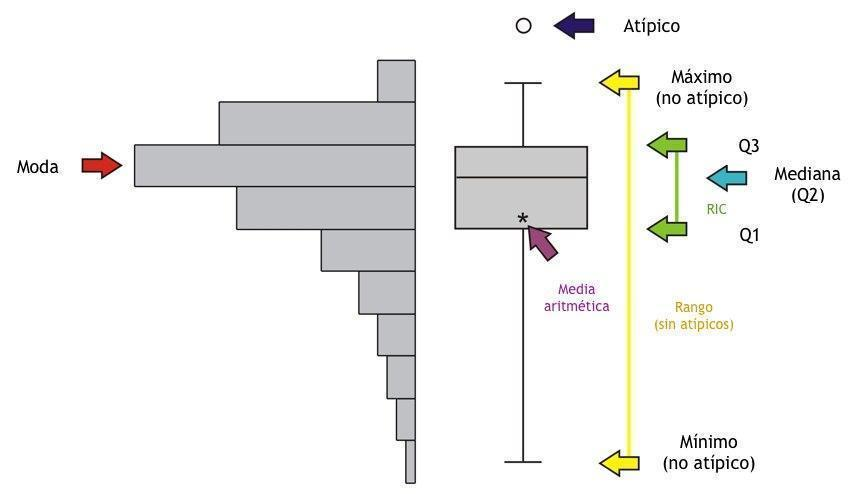 Atípico
Máximo
(no atípico)
Moda
Q3
Mediana
(Q2)
RIC
Q1
*
Media
aritmética
Rango
(sin atípicos)
Mínimo
(no atípico)